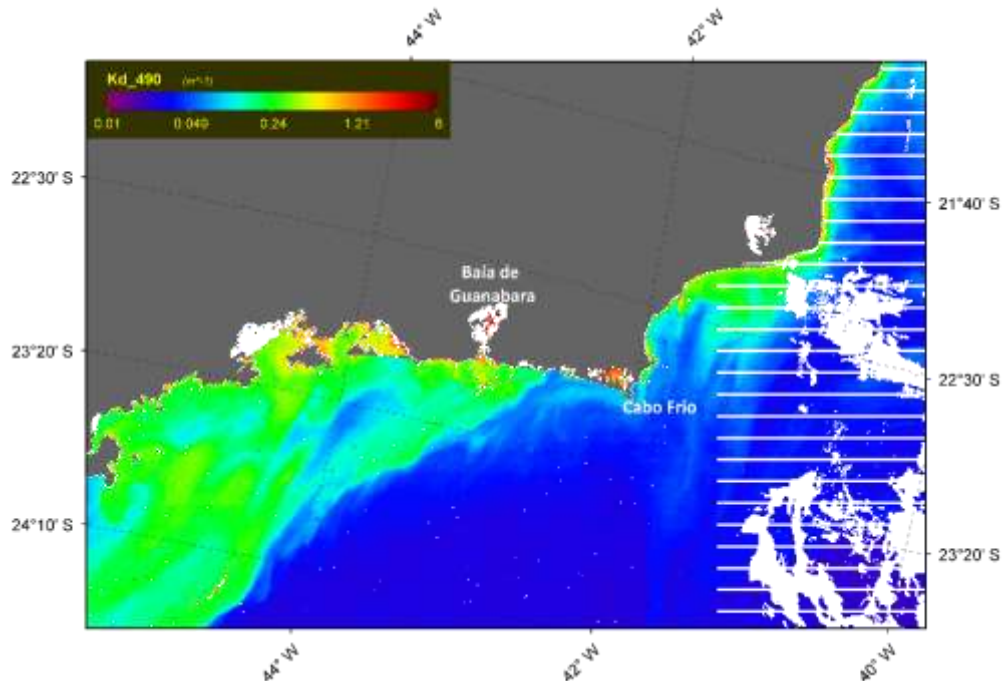 44° W
42° W
Kd_490 (m^-1)
0.01 0.049 0.24 1.21 6
22°30' S
21°40' S
Baía de
Guanabara
23°20' S
22°30' S
Cabo Frio
24°10' S
23°20' S
44° W
42° W
40° W